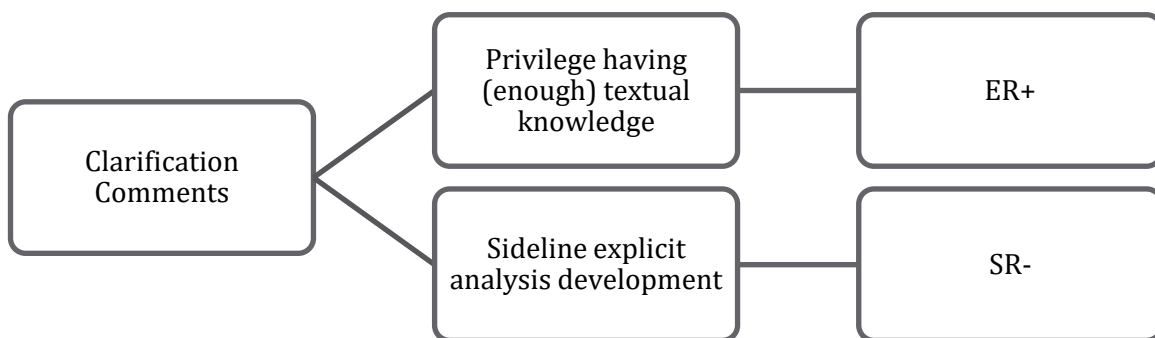 Clarification
Comments
Privilege having
(enough) textual
knowledge
ER+
Sideline explicit
analysis development
SR-